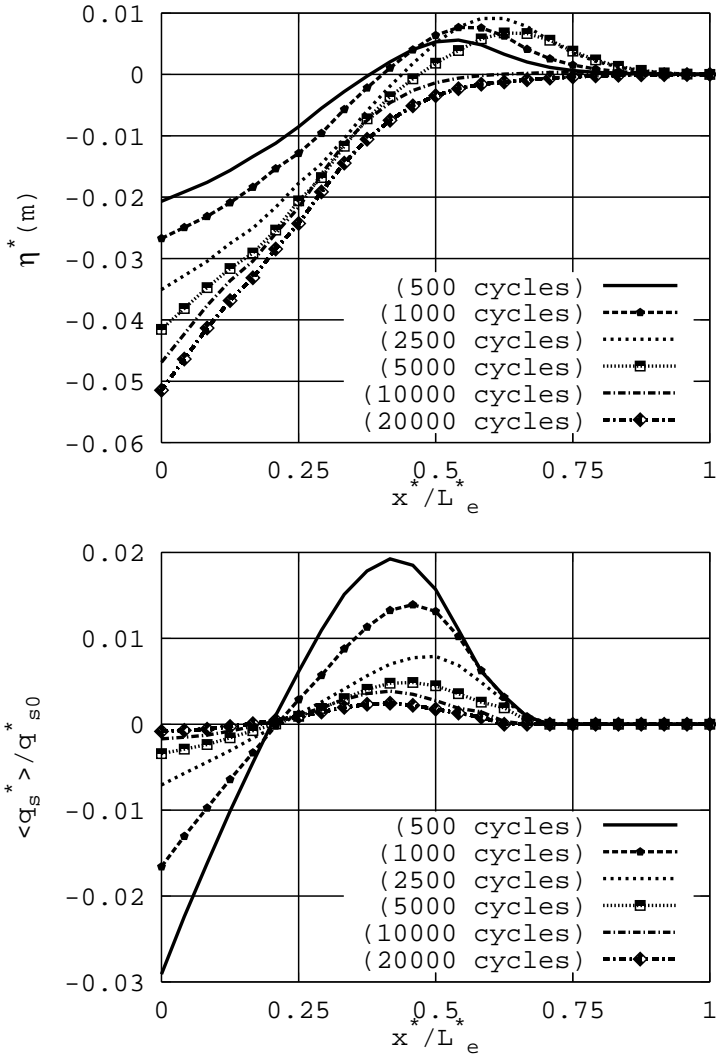 0.01
0
-0.01
-0.02
-0.03
-0.04
-0.05
-0.06
η* (m)
(500 cycles)
(1000 cycles)
(2500 cycles)
(5000 cycles)
(10000 cycles)
(20000 cycles)
0 0.25 0.5 0.75 1
x*/L*e
0.02
0.01
0
-0.01
-0.02
-0.03
<q*s>/q*s0
(500 cycles)
(1000 cycles)
(2500 cycles)
(5000 cycles)
(10000 cycles)
(20000 cycles)
0 0.25 0.5 0.75 1
x*/L*e